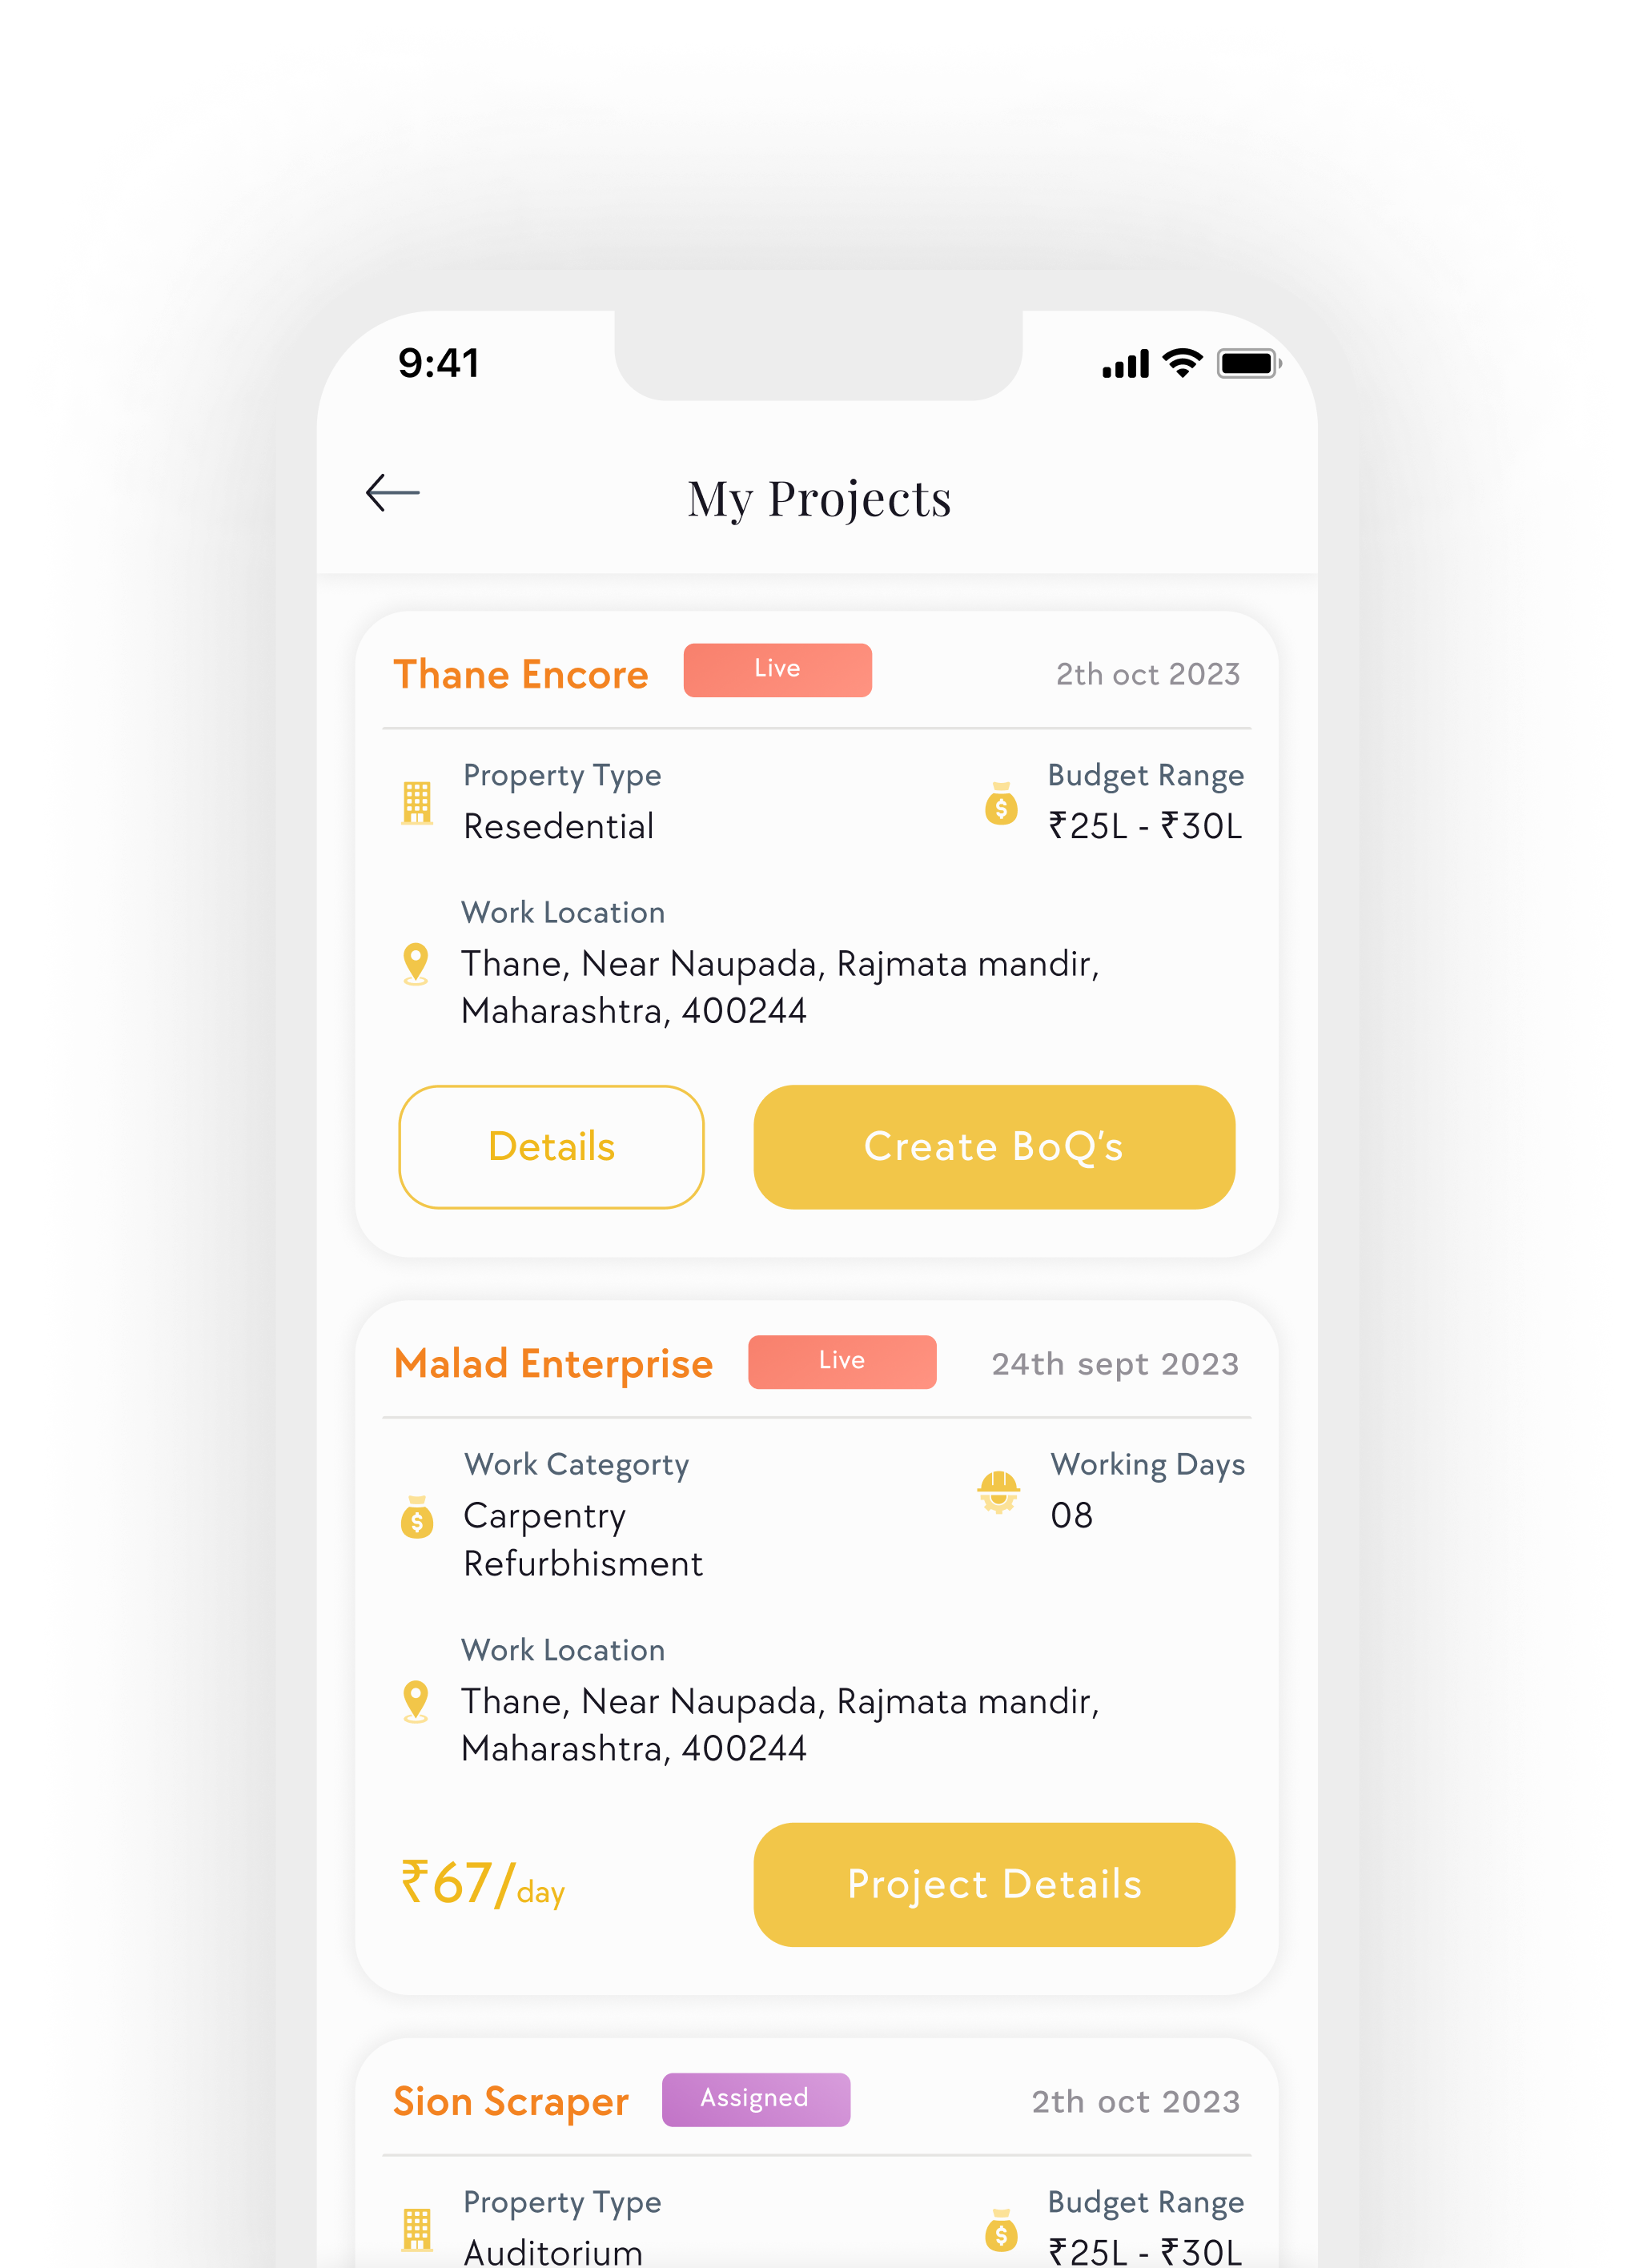 9:41
My Projects
Thane Encore Live 2th oct 2023
Property Type Budget Range
Resedential ₹25L - ₹30L
Work Location
Thane, Near Naupada, Rajmata mandir,
Maharashtra, 400244
Details Create BoQ's
Malad Enterprise Live 24th sept 2023
Work Categorty Working Days
Carpentry 08
Refurbhisment
Work Location
Thane, Near Naupada, Rajmata mandir,
Maharashtra, 400244
₹67/day Project Details
Sion Scraper Assigned 2th oct 2023
Property Type Budget Range
Auditorium ₹25L - ₹30L